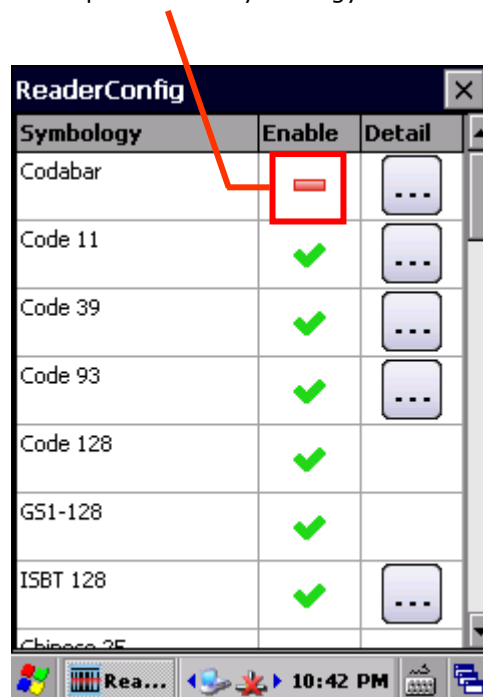 ReaderConfig
Symbology Enable Detail
Codabar ...
Code 11 ...
Code 39 ...
Code 93 ...
Code 128
GS1-128
ISBT 128 ...
Rea... 10:42 PM